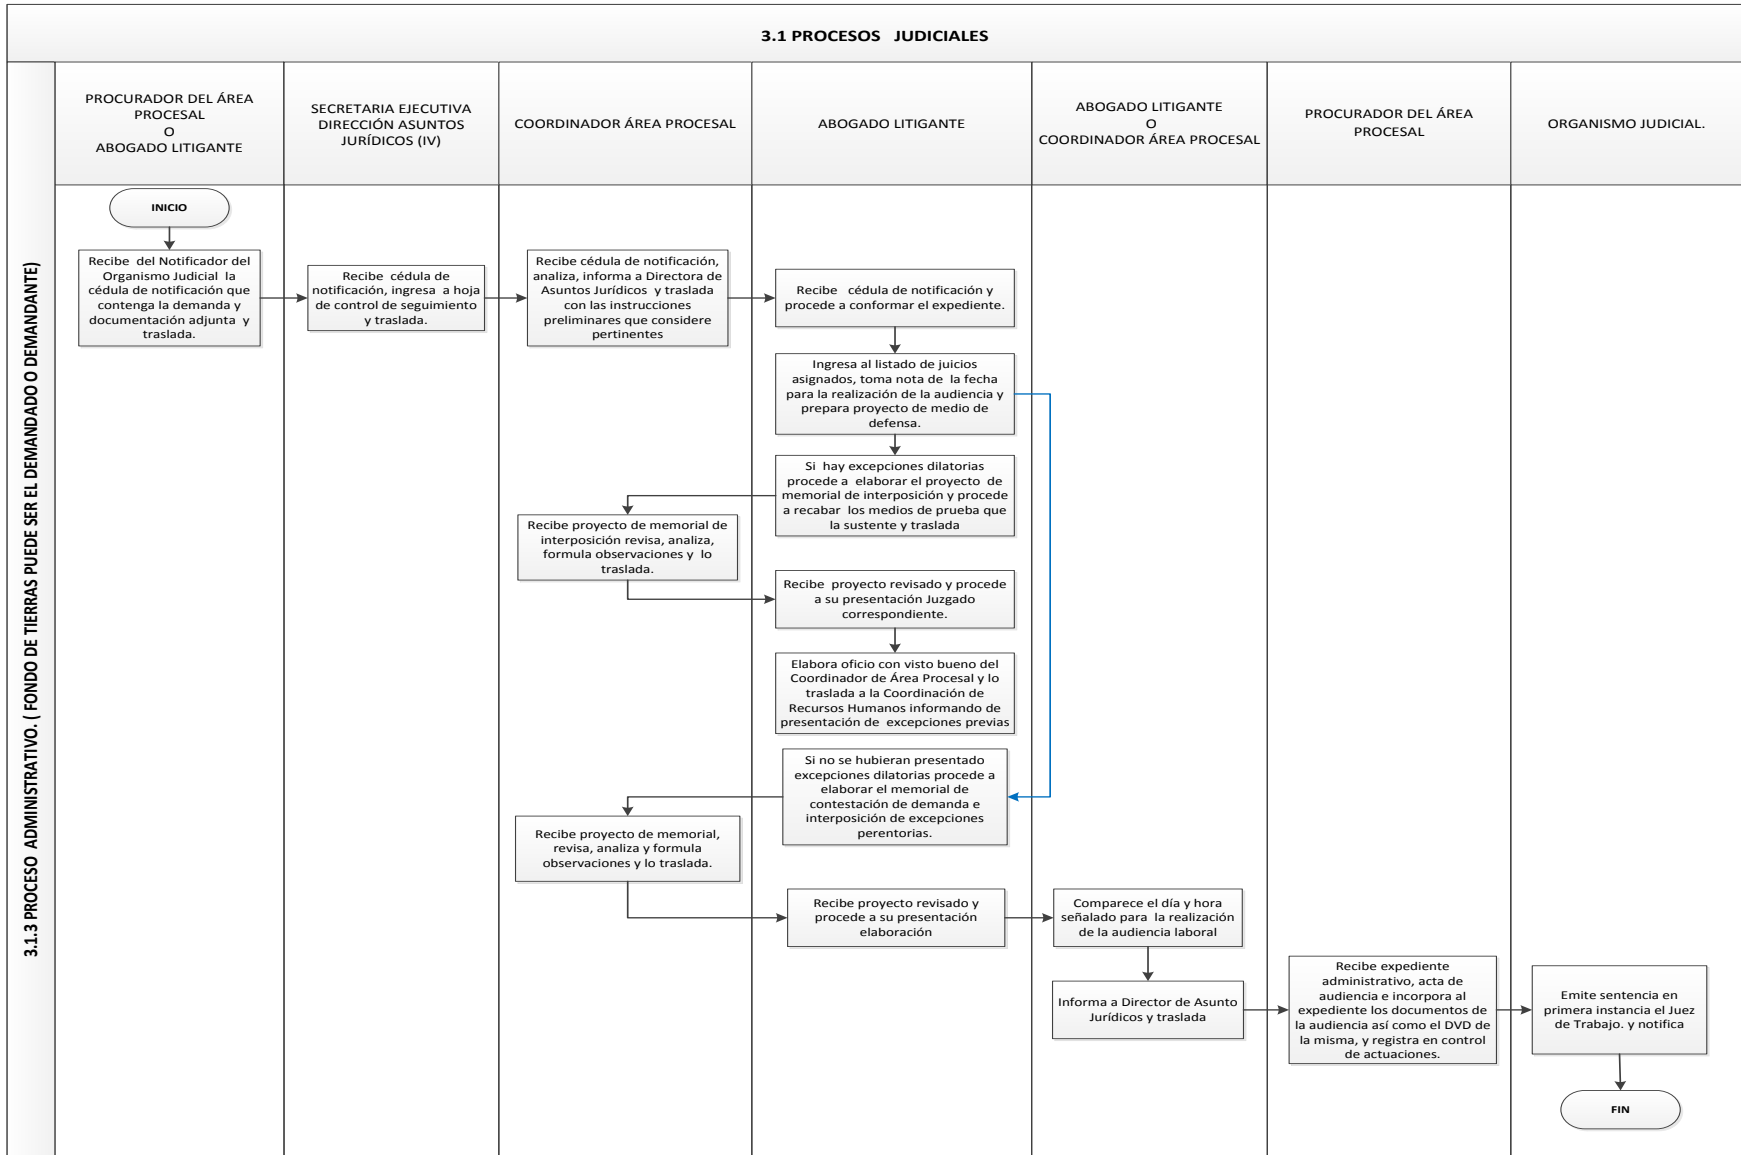 3.1 PROCESOS JUDICIALES
3.1.3 PROCESO ADMINISTRATIVO. ( FONDO DE TIERRAS PUEDE SER EL DEMANDADO O DEMANDANTE)
PROCURADOR DEL ÁREA
PROCESAL
O
ABOGADO LITIGANTE
SECRETARIA EJECUTIVA
DIRECCIÓN ASUNTOS
JURÍDICOS (IV)
COORDINADOR ÁREA PROCESAL
ABOGADO LITIGANTE
ABOGADO LITIGANTE
O
COORDINADOR ÁREA PROCESAL
PROCURADOR DEL ÁREA
PROCESAL
ORGANISMO JUDICIAL.
INICIO
Recibe del Notificador del
Organismo Judicial la
cédula de notificación que
contenga la demanda y
documentación adjunta y
traslada.
Recibe cédula de
notificación, ingresa a hoja
de control de seguimiento
y traslada.
Recibe cédula de notificación,
analiza, informa a Directora de
Asuntos Jurídicos y traslada
con las instrucciones
preliminares que considere
pertinentes
Recibe cédula de notificación y
procede a conformar el expediente.
Ingresa al listado de juicios
asignados, toma nota de la fecha
para la realización de la audiencia y
prepara proyecto de medio de
defensa.
Si hay excepciones dilatorias
procede a elaborar el proyecto de
memorial de interposición y procede
a recabar los medios de prueba que
la sustente y traslada
Recibe proyecto de memorial de
interposición revisa, analiza,
formula observaciones y lo
traslada.
Recibe proyecto revisado y procede
a su presentación Juzgado
correspondiente.
Elabora oficio con visto bueno del
Coordinador de Área Procesal y lo
traslada a la Coordinación de
Recursos Humanos informando de
presentación de excepciones previas
Si no se hubieran presentado
excepciones dilatorias procede a
elaborar el memorial de
contestación de demanda e
interposición de excepciones
perentorias.
Recibe proyecto de memorial,
revisa, analiza y formula
observaciones y lo traslada.
Recibe proyecto revisado y
procede a su presentación
elaboración
Comparece el día y hora
señalado para la realización
de la audiencia laboral
Informa a Director de Asunto
Jurídicos y traslada
Recibe expediente
administrativo, acta de
audiencia e incorpora al
expediente los documentos de
la audiencia así como el DVD de
la misma, y registra en control
de actuaciones.
Emite sentencia en
primera instancia el Juez
de Trabajo. y notifica
FIN